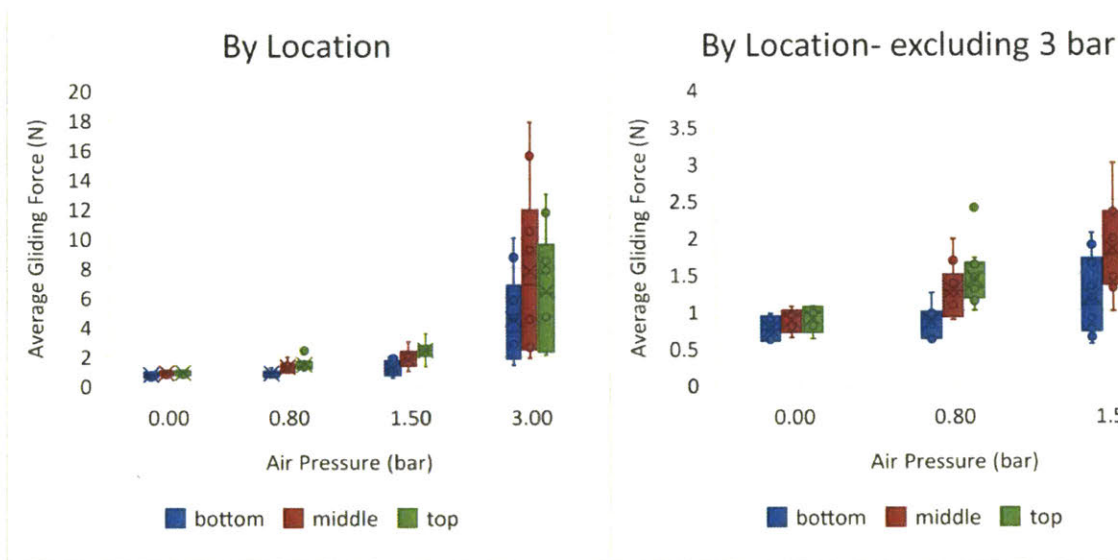 By Location
20
18
16
14
12
10
8
6
4
2
0
Average Gliding Force (N)
0.00 0.80 1.50 3.00
Air Pressure (bar)
bottom middle top
By Location- excluding 3 bar
4
3.5
3
2.5
2
1.5
1
0.5
0
Average Gliding Force (N)
0.00 0.80
Air Pressure (bar)
bottom middle top